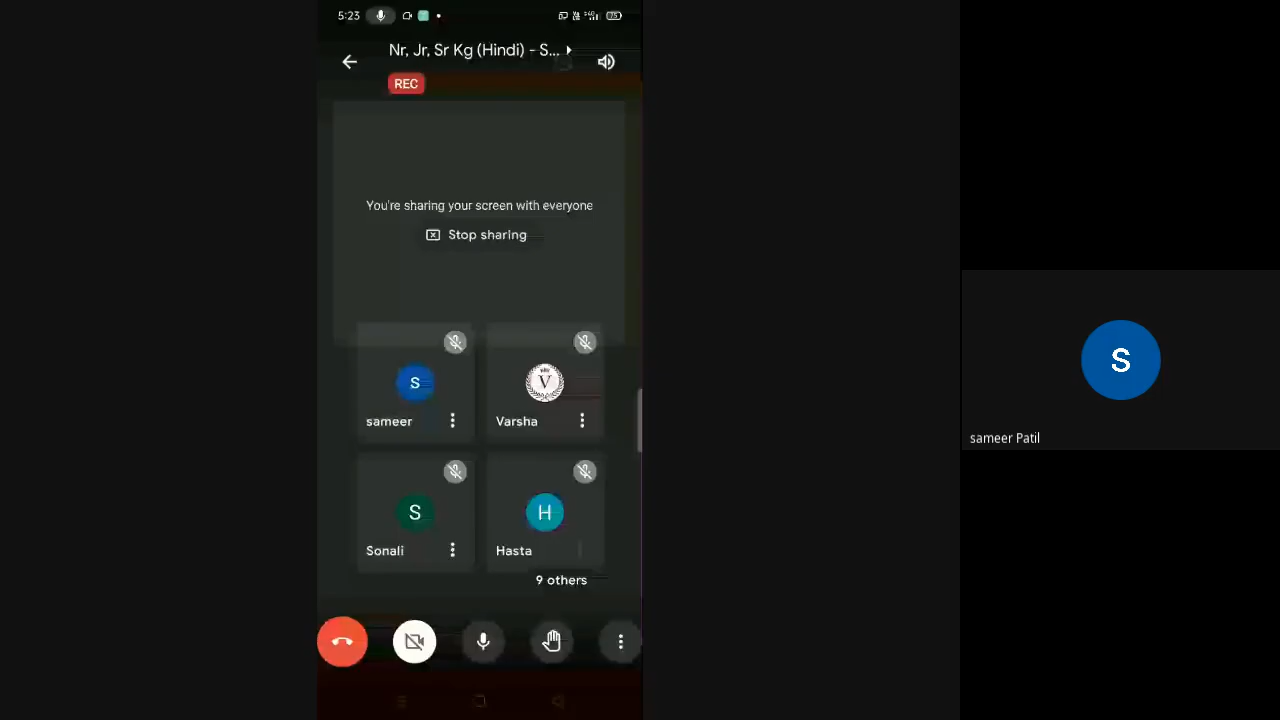 5:23
75
Nr, Jr, Sr Kg (Hindi) - S...
REC
You're sharing your screen with everyone
Stop sharing
S
V
sameer
Varsha
S
H
Sonali
Hasta
9 others
S
sameer Patil